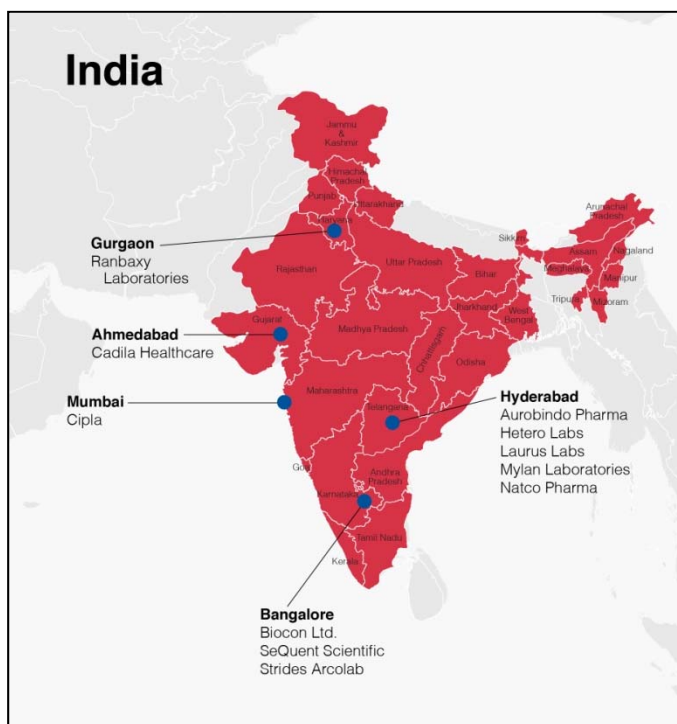 India
Jammu
&
Kashmir
Himachal
Pradesh
Punjab
Uttarakhand
Haryana
Gurgaon
Ranbaxy
Laboratories
Rajasthan
Uttar Pradesh
Bihar
Sikkim
Arunachal
Pradesh
Assam
Nagaland
Meghalaya
Manipur
Tripura
Mizoram
Ahmedabad
Cadila Healthcare
Gujarat
Madhya Pradesh
Jharkhand
West
Bengal
Chhattisgarh
Odisha
Mumbai
Cipla
Maharashtra
Telangana
Hyderabad
Aurobindo Pharma
Hetero Labs
Laurus Labs
Mylan Laboratories
Natco Pharma
Goa
Andhra
Pradesh
Karnataka
Tamil Nadu
Kerala
Bangalore
Biocon Ltd.
SeQuent Scientific
Strides Arcolab